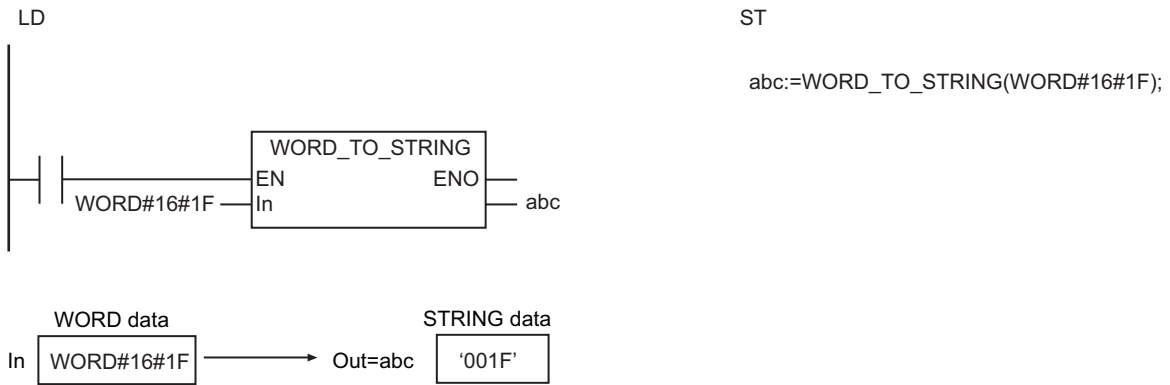 LD
ST
abc:=WORD_TO_STRING(WORD#16#1F);
WORD_TO_STRING
EN ENO
WORD#16#1F In abc
WORD data STRING data
In WORD#16#1F Out=abc ‘001F’